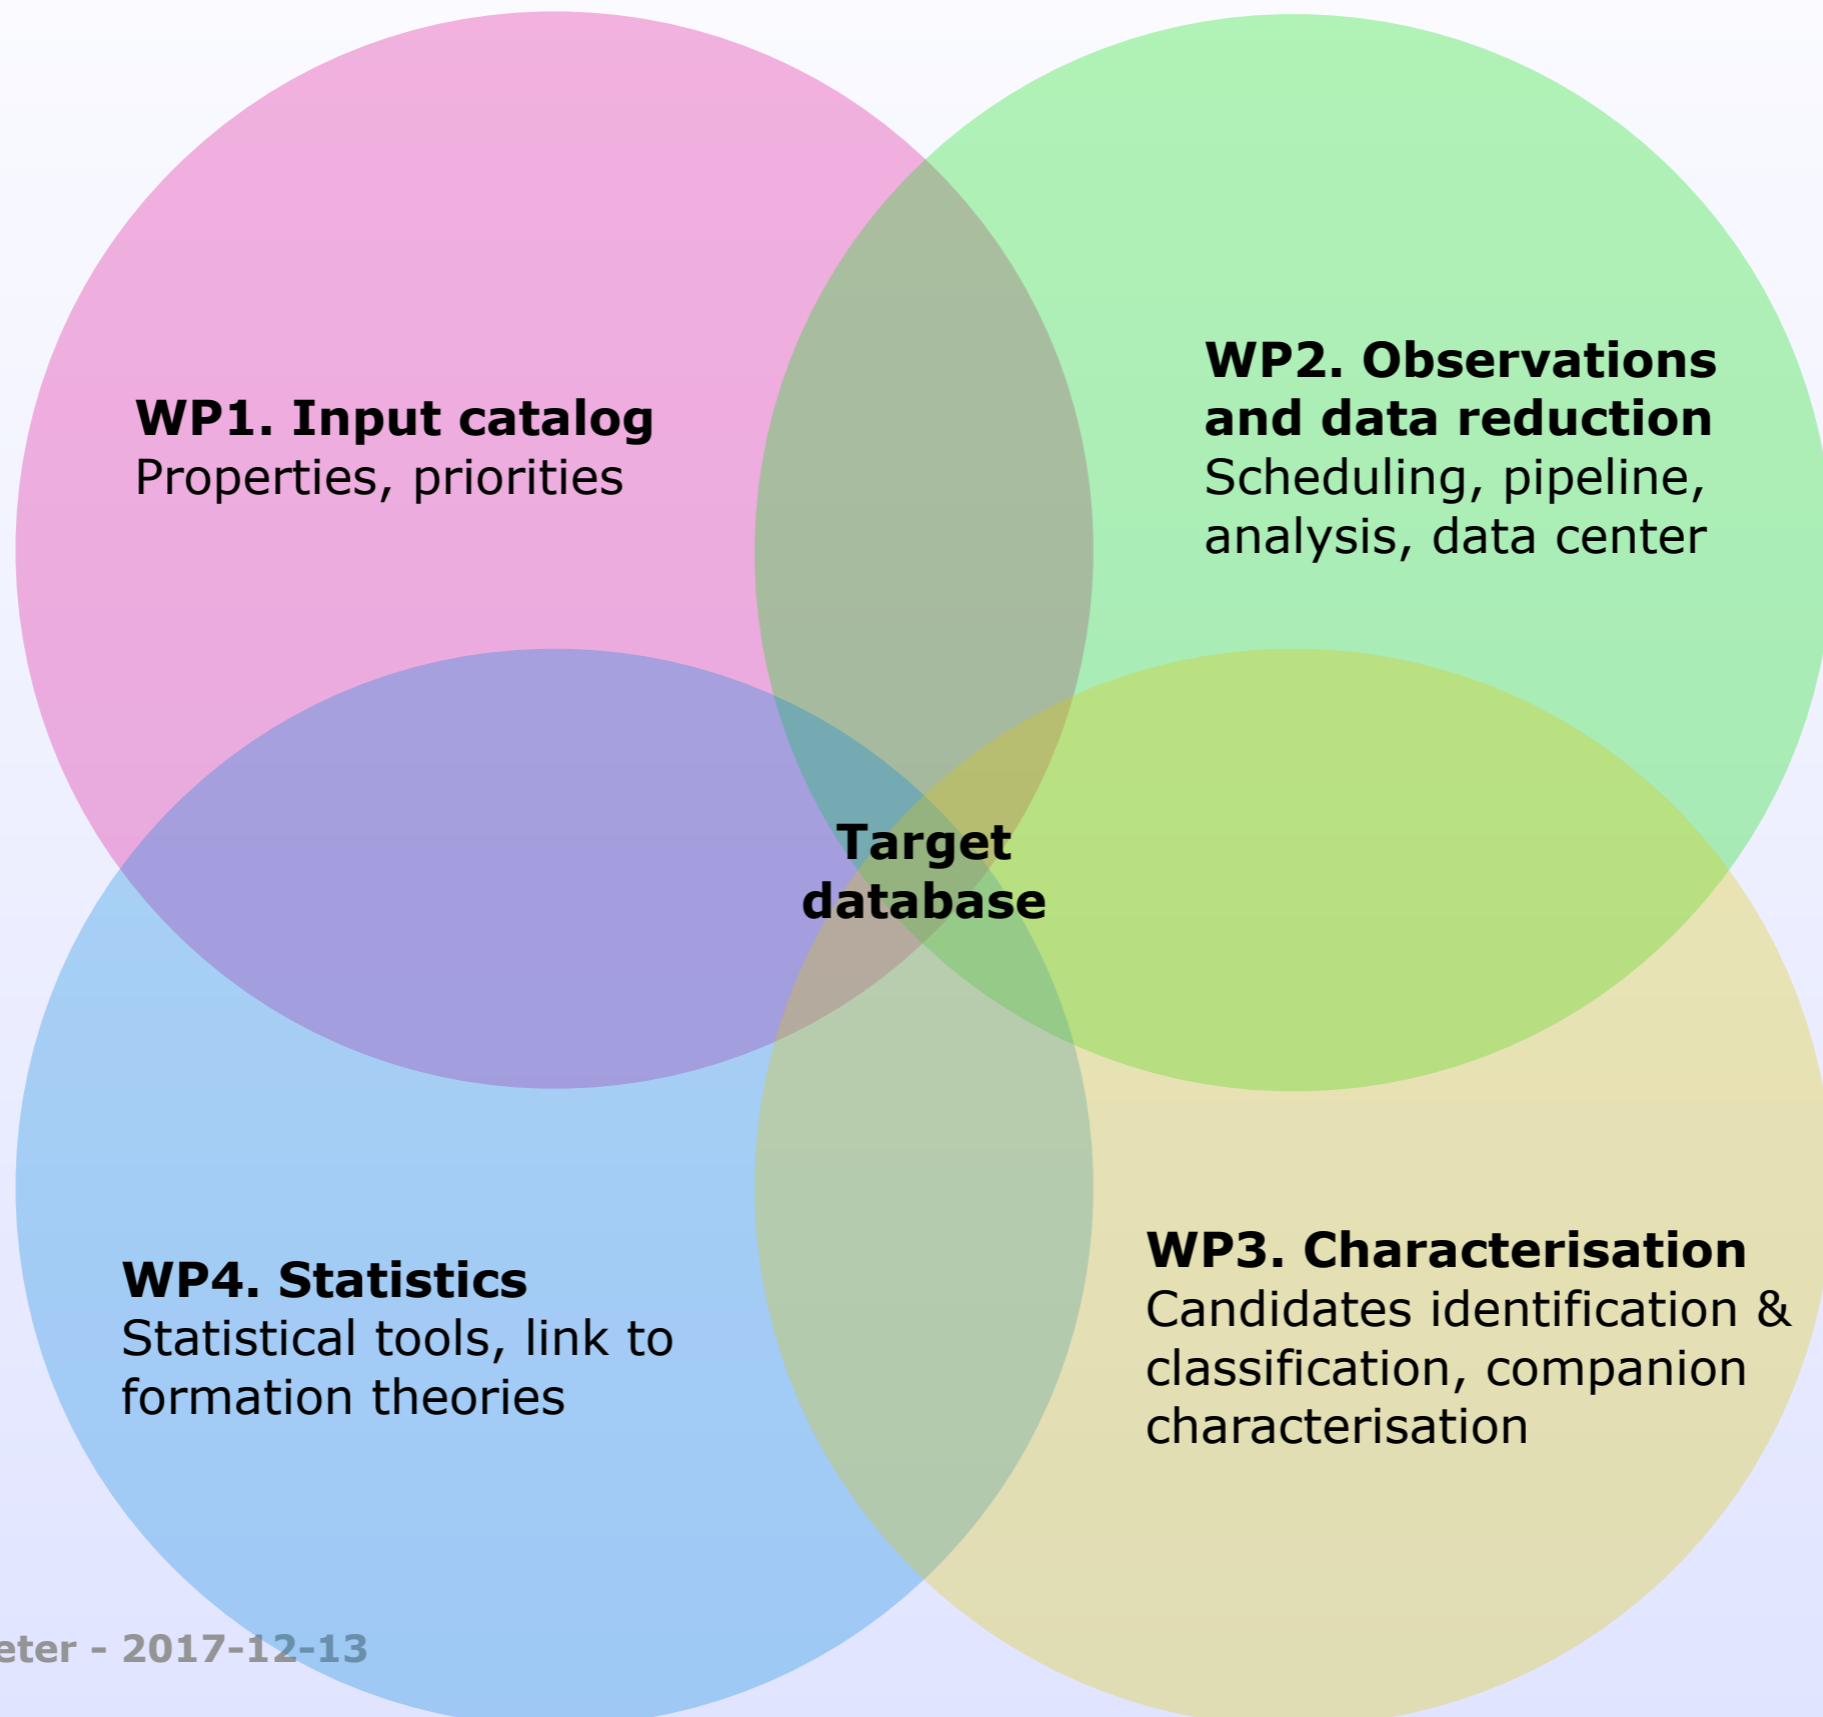 WP1. Input catalog
Properties, priorities
WP2. Observations
and data reduction
Scheduling, pipeline,
analysis, data center
Target
database
WP4. Statistics
Statistical tools, link to
formation theories
WP3. Characterisation
Candidates identification &
classification, companion
characterisation
eter - 2017-12-13